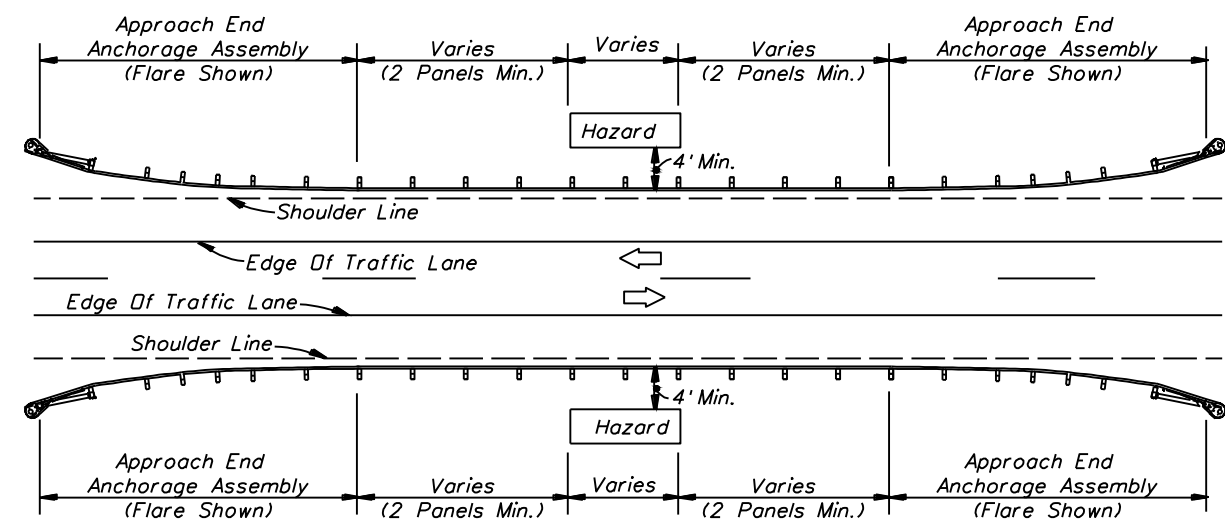 Approach End
Anchorage Assembly
(Flare Shown)
Varies
(2 Panels Min.)
Varies
Varies
(2 Panels Min.)
Approach End
Anchorage Assembly
(Flare Shown)
Hazard
4' Min.
Shoulder Line
Edge Of Traffic Lane
Edge Of Traffic Lane
Shoulder Line
4' Min.
Hazard
Approach End
Anchorage Assembly
(Flare Shown)
Varies
(2 Panels Min.)
Varies
Varies
(2 Panels Min.)
Approach End
Anchorage Assembly
(Flare Shown)